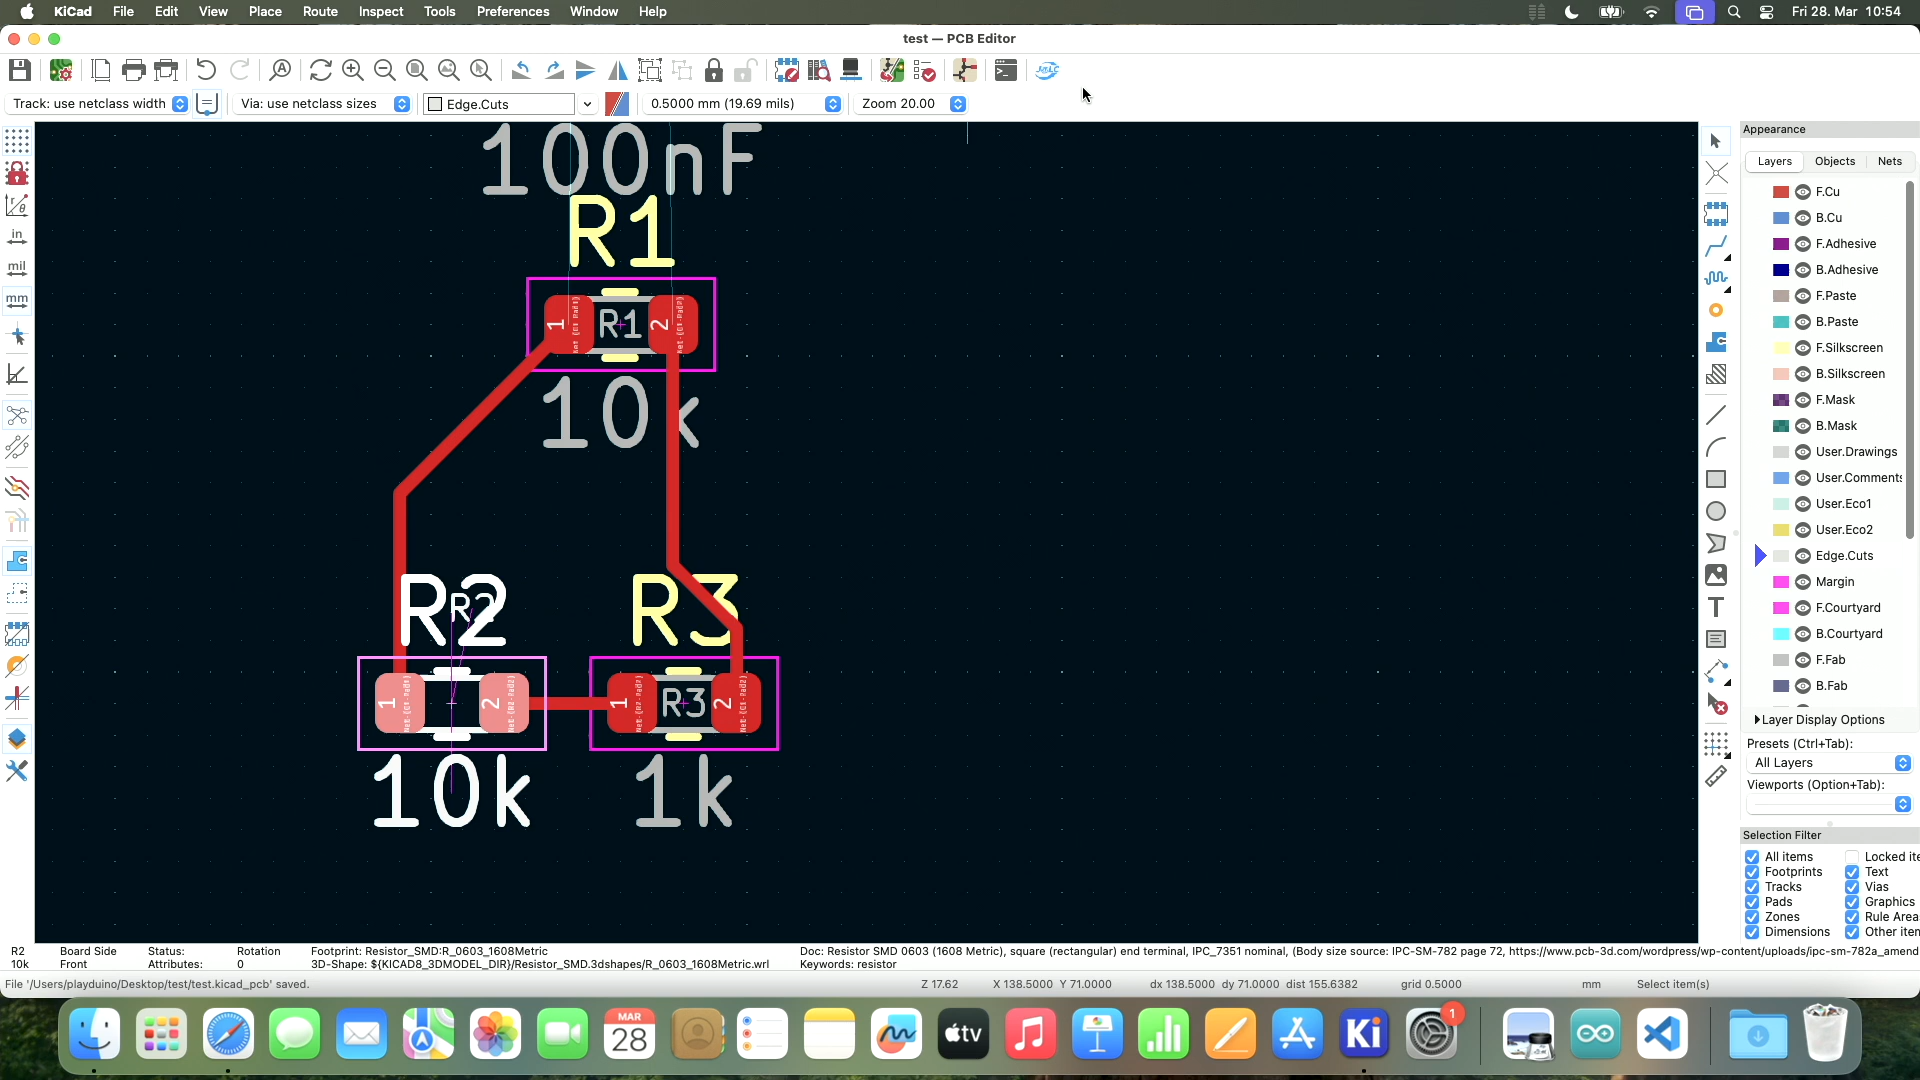 KiCad File Edit View Place Route Inspect Tools Preferences Window Help Fri 28. Mar 10:54
test — PCB Editor
Track: use netclass width Via: use netclass sizes Edge.Cuts 0.5000 mm (19.69 mils) Zoom 20.00
in
mil
mm
100nF
R1
1 R1 2
10k
R2
R2
R3
1 2
1 R3 2
10k
1k
Appearance
Layers Objects Nets
F.Cu
B.Cu
F.Adhesive
B.Adhesive
F.Paste
B.Paste
F.Silkscreen
B.Silkscreen
F.Mask
B.Mask
User.Drawings
User.Comments
User.Eco1
User.Eco2
Edge.Cuts
Margin
F.Courtyard
B.Courtyard
F.Fab
B.Fab
Layer Display Options
Presets (Ctrl+Tab):
All Layers
Viewports (Option+Tab):
Selection Filter
All items Locked ite
Footprints Text
Tracks Vias
Pads Graphics
Zones Rule Area
Dimensions Other item
R2 Board Side Status: Rotation Footprint: Resistor_SMD:R_0603_1608Metric Doc: Resistor SMD 0603 (1608 Metric), square (rectangular) end terminal, IPC_7351 nominal, (Body size source: IPC-SM-782 page 72, https://www.pcb-3d.com/wordpress/wp-content/uploads/ipc-sm-782a_amend
10k Front Attributes: 0 3D-Shape: ${KICAD8_3DMODEL_DIR}/Resistor_SMD.3dshapes/R_0603_1608Metric.wrl Keywords: resistor
File '/Users/playduino/Desktop/test/test.kicad_pcb' saved. Z 17.62 X 138.5000 Y 71.0000 dx 138.5000 dy 71.0000 dist 155.6382 grid 0.5000 mm Select item(s)
MAR
28
tv
Ki
1